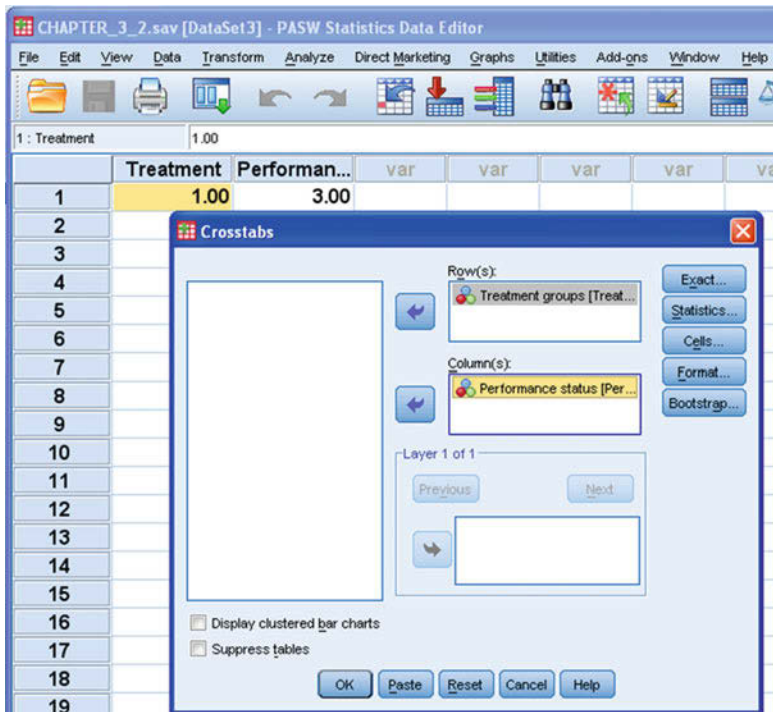 CHAPTER_3_2.sav [DataSet3] - PASW Statistics Data Editor
File Edit View Data Transform Analyze Direct Marketing Graphs Utilities Add-ons Window Help
1 : Treatment 1.00
Treatment Performan... var var var var va
1 1.00 3.00
2
Crosstabs
3
4
5
6
7
8
9
10
11
12
13
14
15
16
17
18
19
Row(s):
Treatment groups [Treat...
Column(s):
Performance status [Per...
Layer 1 of 1
Previous Next
Exact...
Statistics...
Cells...
Format...
Bootstrap...
Display clustered bar charts
Suppress tables
OK Paste Reset Cancel Help